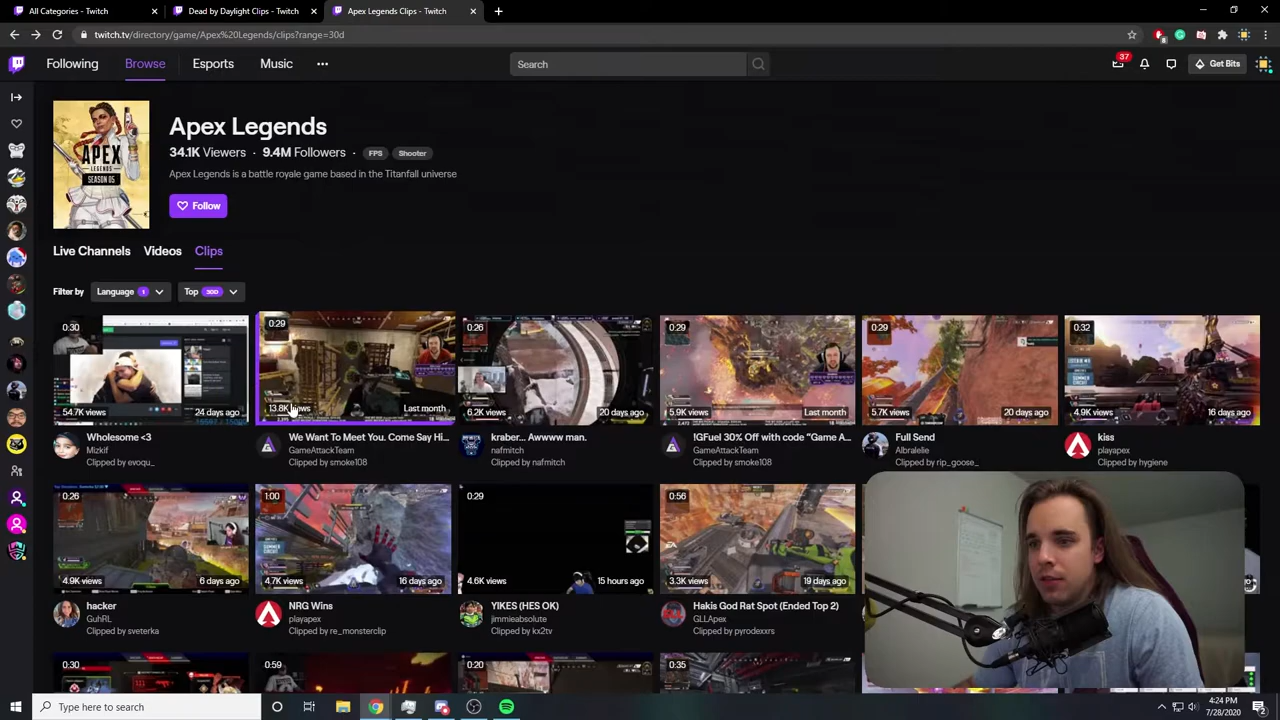 All Categories - Twitch
Dead by Daylight Clips - Twitch
Apex Legends Clips - Twitch
twitch.tv/directory/game/Apex%20Legends/clips?range=30d
Following
Browse
Esports
Music
Search
37
Get Bits
APEX
LEGENDS
SEASON 05
Apex Legends
34.1K Viewers · 9.4M Followers ·
FPS
Shooter
Apex Legends is a battle royale game based in the Titanfall universe
Follow
Live Channels
Videos
Clips
Filter by
Language 1
Top 300
0:30
54.7K views
24 days ago
Wholesome <3
Mizkif
Clipped by evoqu_
0:29
13.8K views
Last month
We Want To Meet You. Come Say Hi...
GameAttackTeam
Clipped by smoke108
0:26
6.2K views
20 days ago
kraber... Awwww man.
nafmitch
Clipped by nafmitch
0:29
5.9K views
Last month
!GFuel 30% Off with code "Game A...
GameAttackTeam
Clipped by smoke108
0:29
5.7K views
20 days ago
Full Send
Albralelie
Clipped by rip_goose_
0:32
4.9K views
16 days ago
kiss
playapex
Clipped by hygiene
0:26
4.9K views
6 days ago
hacker
GuhRL
Clipped by sveterka
1:00
4.7K views
16 days ago
NRG Wins
playapex
Clipped by re_monsterclip
0:29
4.6K views
15 hours ago
YIKES (HES OK)
jimmieabsolute
Clipped by kx2tv
0:56
3.3K views
19 days ago
Hakis God Rat Spot (Ended Top 2)
GLLApex
Clipped by pyrodexxrs
0:30
0:59
0:20
0:35
Type here to search
4:24 PM
7/28/2020
2